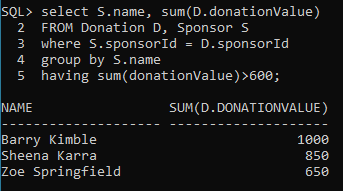 SQL> select S.name, sum(D.donationValue)
2 FROM Donation D, Sponsor S
3 where S.sponsorId = D.sponsorId
4 group by S.name
5 having sum(donationValue)>600;
NAME SUM(D.DONATIONVALUE)
-------------------- --------------------
Barry Kimble 1000
Sheena Karra 850
Zoe Springfield 650